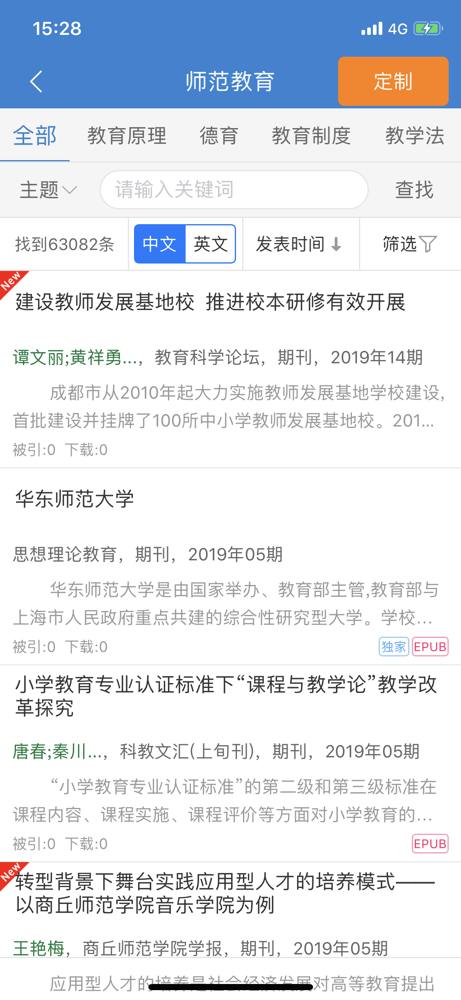 15:28
4G
师范教育
定制
全部 教育原理 德育 教育制度 教学法
主题 请输入关键词 查找
找到63082条 中文 英文 发表时间 筛选
New
建设教师发展基地校 推进校本研修有效开展
谭文丽;黄祥勇...，教育科学论坛，期刊，2019年14期
成都市从2010年起大力实施教师发展基地学校建设,
首批建设并挂牌了100所中小学教师发展基地校。201...
被引:0 下载:0
华东师范大学
思想理论教育，期刊，2019年05期
华东师范大学是由国家举办、教育部主管,教育部与
上海市人民政府重点共建的综合性研究型大学。学校...
被引:0 下载:0 独家 EPUB
小学教育专业认证标准下“课程与教学论”教学改
革探究
唐春;秦川...，科教文汇(上旬刊)，期刊，2019年05期
“小学教育专业认证标准”的第二级和第三级标准在
课程内容、课程实施、课程评价等方面对小学教育的...
被引:0 下载:0 EPUB
New
转型背景下舞台实践应用型人才的培养模式——
以商丘师范学院音乐学院为例
王艳梅，商丘师范学院学报，期刊，2019年05期
应用型人才的培养是社会经济发展对高等教育提出